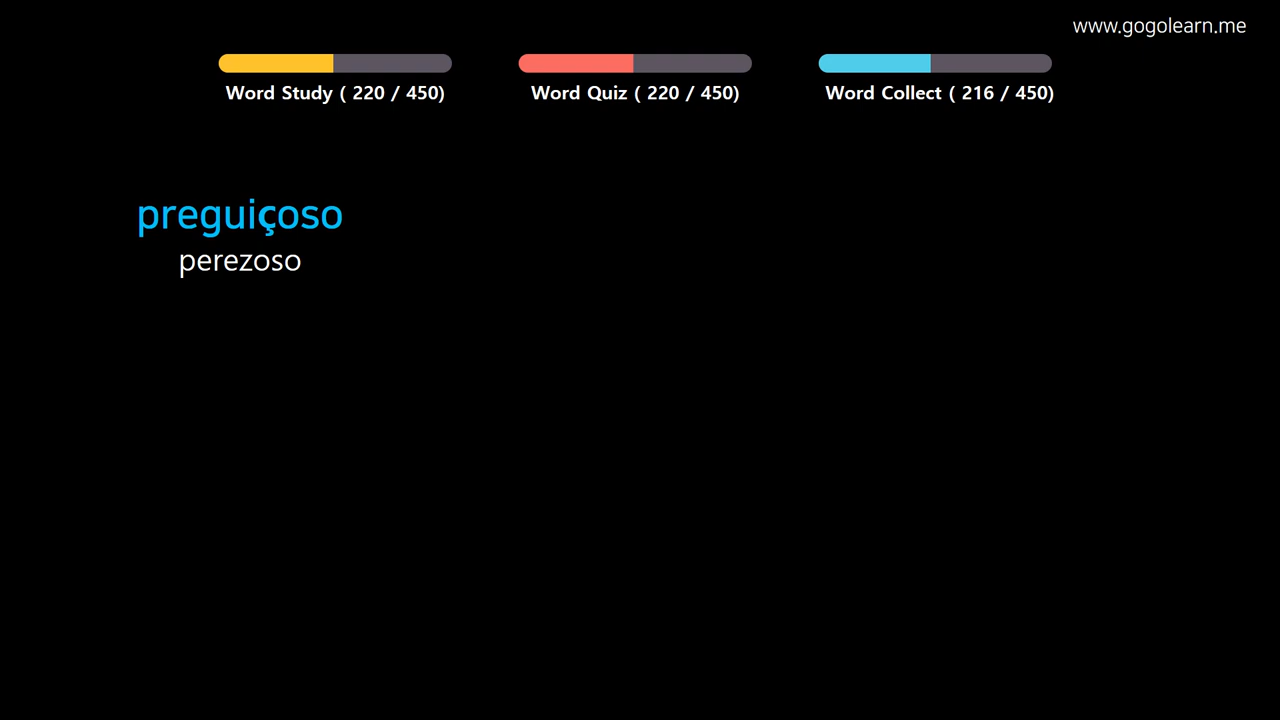 www.gogolearn.me
Word Study ( 220 / 450)
Word Quiz ( 220 / 450)
Word Collect ( 216 / 450)
preguiçoso
perezoso